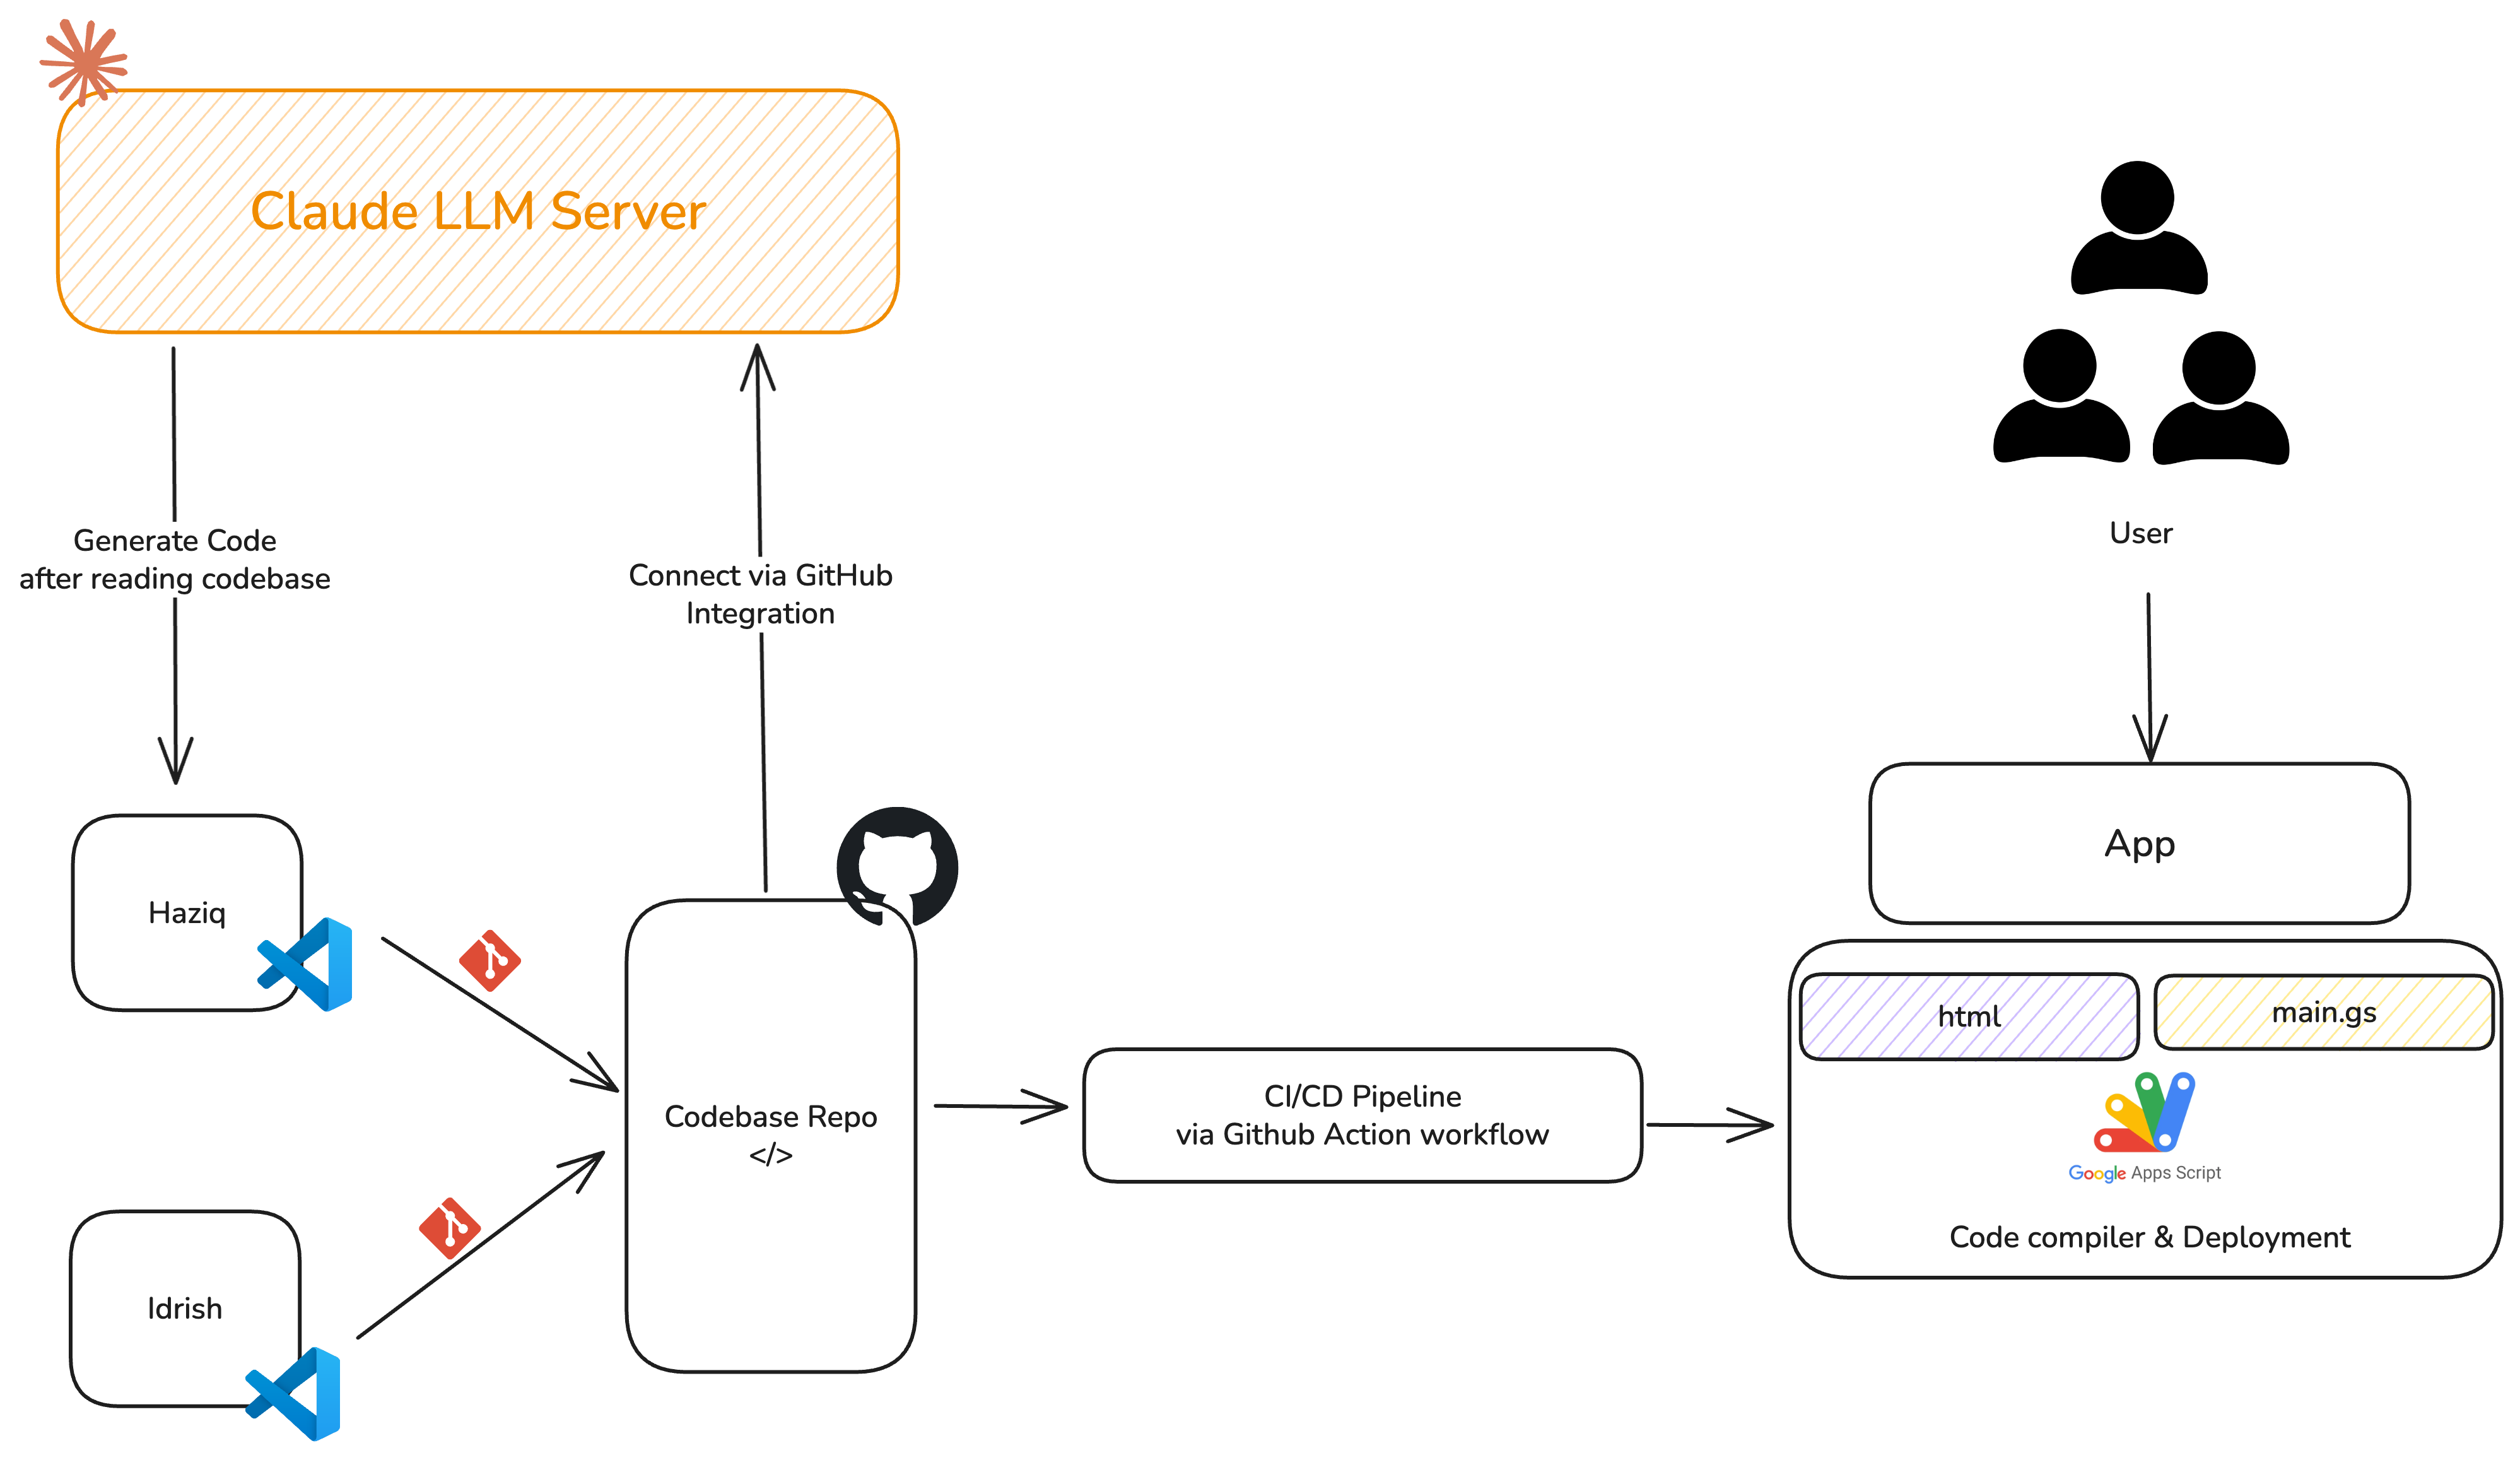 Claude LLM Server
Generate Code
after reading codebase
Connect via GitHub
Integration
User
Haziq
App
Codebase Repo
</>
CI/CD Pipeline
via Github Action workflow
html
main.gs
Google Apps Script
Code compiler & Deployment
Idrish